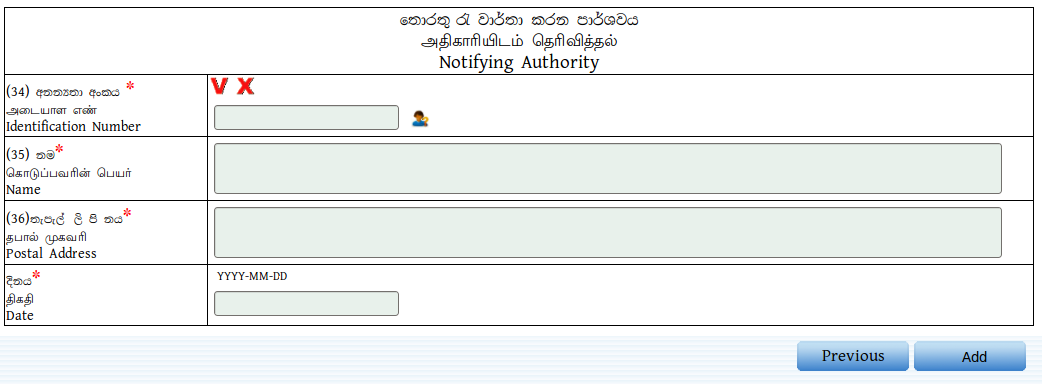 තොරතු රැ වාර්තා කරන පාර්ශවය
அதிகாரியிடம் தெரிவித்தல்
Notifying Authority
(34) අනන්‍යතා අංකය *
அடையாள எண்
Identification Number
V X
(35) නම*
கொடுப்பவரின் பெயர்
Name
(36)තැපැල් ලි පි නය*
தபால் முகவரி
Postal Address
දිනය*
திகதி
Date
YYYY-MM-DD
Previous
Add